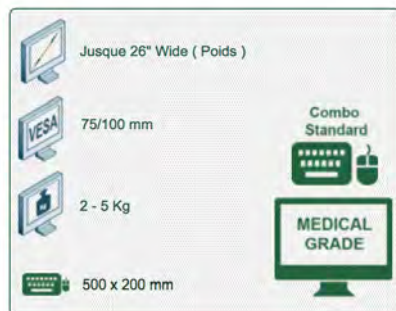 Jusque 26" Wide ( Poids )
VESA
75/100 mm
2 - 5 Kg
500 x 200 mm
Combo
Standard
MEDICAL
GRADE